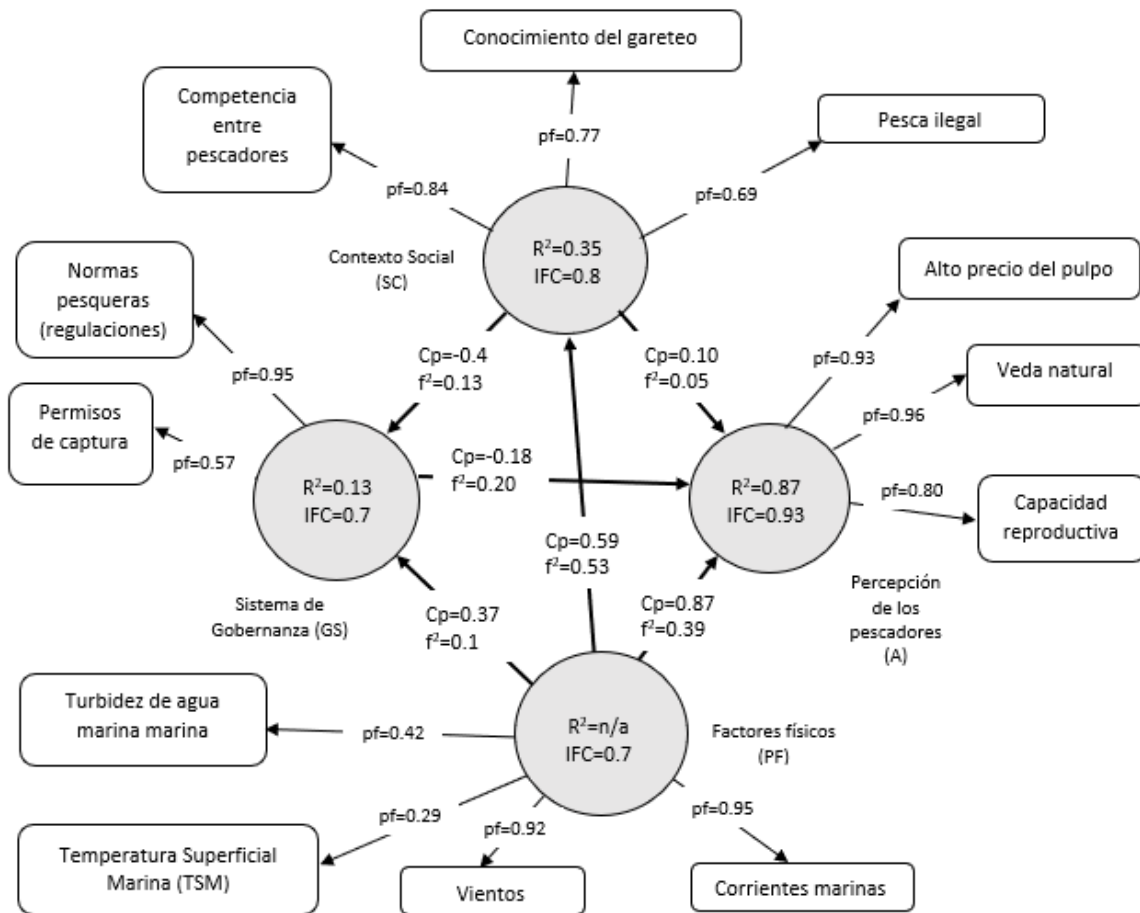 Conocimiento del gareteo
Competencia
entre
pescadores
Pesca ilegal
pf=0.77
pf=0.84
pf=0.69
R²=0.35
IFC=0.8
Contexto Social
(SC)
Normas
pesqueras
(regulaciones)
Alto precio del pulpo
Cp=-0.4
f²=0.13
Cp=0.10
f²=0.05
pf=0.95
pf=0.93
Veda natural
Permisos
de captura
pf=0.57
pf=0.96
Cp=-0.18
f²=0.20
R²=0.13
IFC=0.7
R²=0.87
IFC=0.93
pf=0.80
Capacidad
reproductiva
Cp=0.59
f²=0.53
Sistema de
Gobernanza (GS)
Cp=0.37
f²=0.1
Cp=0.87
f²=0.39
Percepción
de los
pescadores
(A)
Turbidez de agua
marina marina
pf=0.42
R²=n/a
IFC=0.7
Factores físicos
(PF)
pf=0.29
pf=0.92
pf=0.95
Temperatura Superficial
Marina (TSM)
Vientos
Corrientes marinas